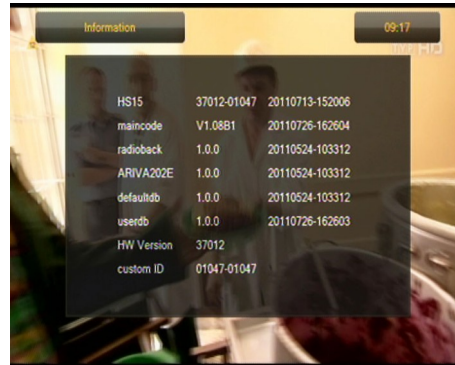 Information
09:17
TVP HD
HS15 37012-01047 20110713-152006
maincode V1.08B1 20110726-162604
radioback 1.0.0 20110524-103312
ARIVA202E 1.0.0 20110524-103312
defaultdb 1.0.0 20110524-103312
userdb 1.0.0 20110726-162603
HW Version 37012
custom ID 01047-01047